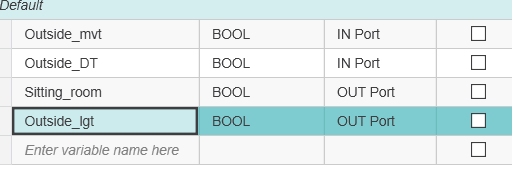 Default
Outside_mvt BOOL IN Port
Outside_DT BOOL IN Port
Sitting_room BOOL OUT Port
Outside_lgt BOOL OUT Port
Enter variable name here